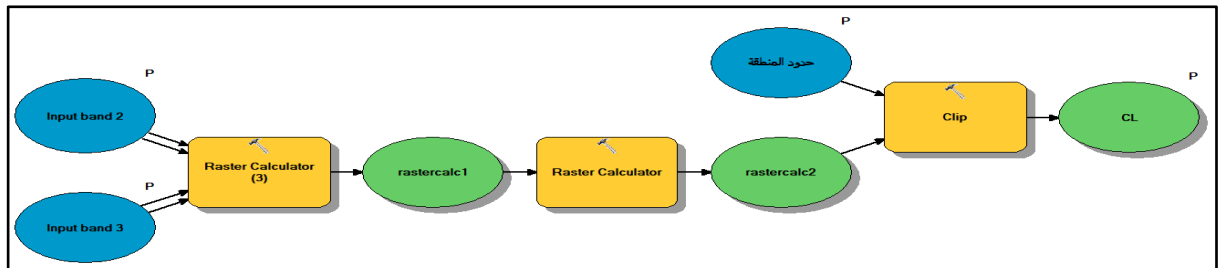 P
Input band 2
P
Input band 3
Raster Calculator
(3)
rastercalc1
Raster Calculator
rastercalc2
P
حدود المنطقة
Clip
P
CL